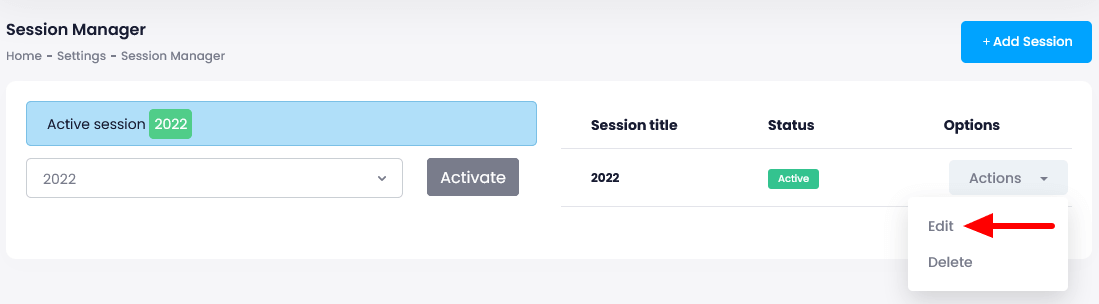 Session Manager
Home - Settings - Session Manager
+ Add Session
Active session 2022
2022
Activate
Session title Status Options
2022 Active Actions
Edit
Delete